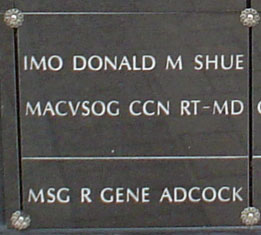 IMO DONALD M SHUE
MACVSOG CCN RT-MD
MSG R GENE ADCOCK